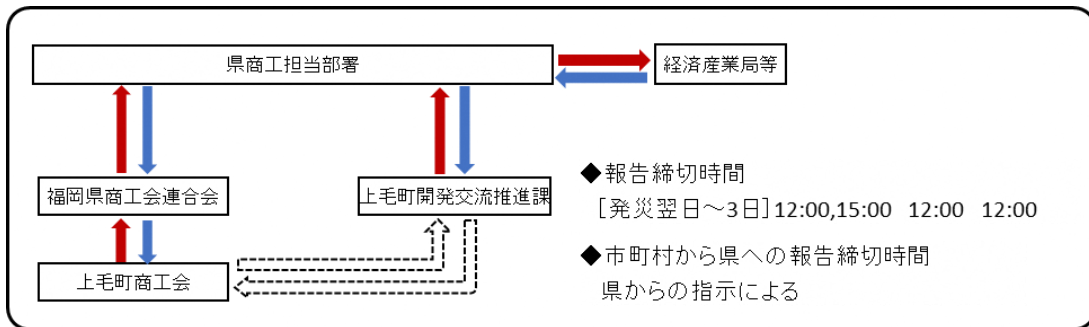 県商工担当部署
経済産業局等
福岡県商工会連合会
上毛町開発交流推進課
上毛町商工会
◆報告締切時間
［発災翌日～3日］12:00,15:00 12:00 12:00
◆市町村から県への報告締切時間
県からの指示による